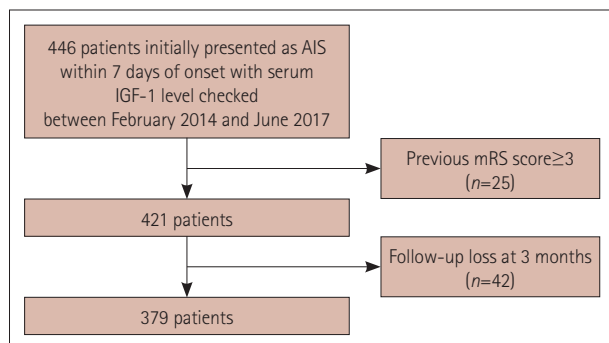 446 patients initially presented as AIS
within 7 days of onset with serum
IGF-1 level checked
between February 2014 and June 2017
Previous mRS score≥3
(n=25)
421 patients
Follow-up loss at 3 months
(n=42)
379 patients